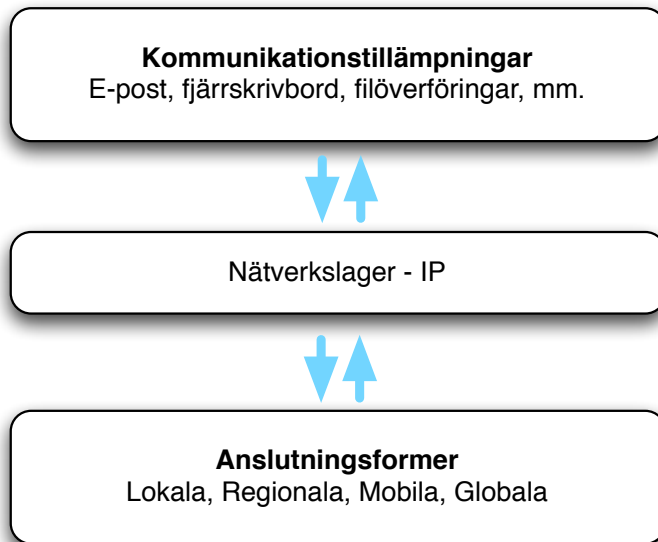 Kommunikationstillämpningar
E-post, fjärrskrivbord, filöverföringar, mm.
Nätverkslager - IP
Anslutningsformer
Lokala, Regionala, Mobila, Globala